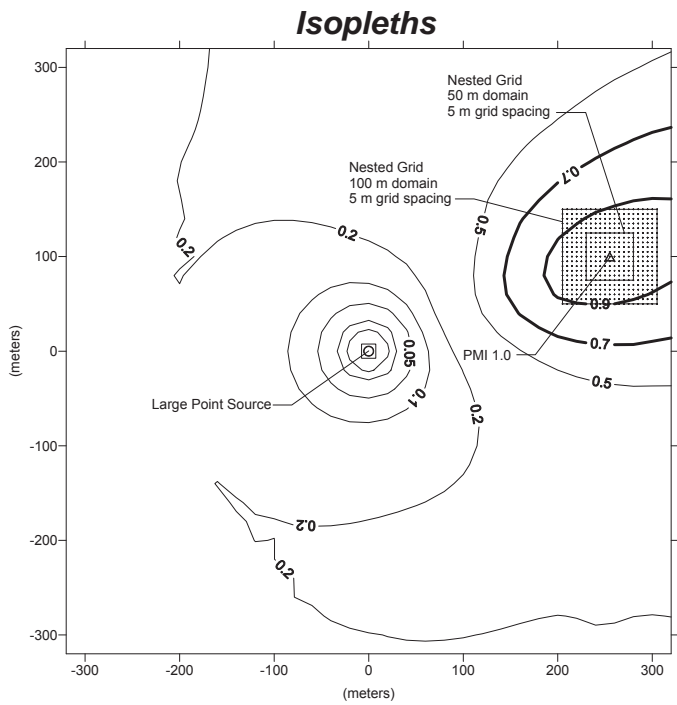 Isopleths
300
200
100
0
-100
-200
-300
(meters)
Nested Grid
50 m domain
5 m grid spacing
Nested Grid
100 m domain
5 m grid spacing
0.7
0.5
0.2
0.2
0.9
0.7
PMI 1.0
0.5
0.05
0.1
Large Point Source
0.2
0.2
0.2
-300
-200
-100
0
100
200
300
(meters)